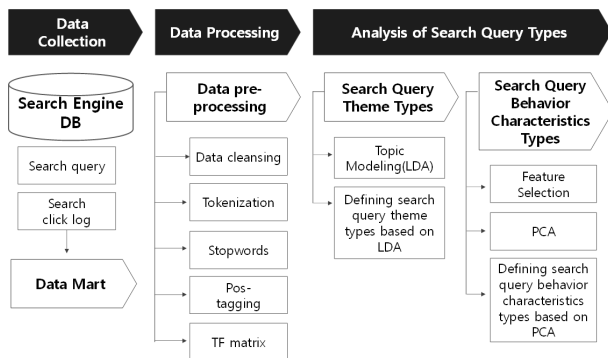 Data
Collection
Data Processing
Analysis of Search Query Types
Search Engine
DB
Search query
Search
click log
Data Mart
Data pre-
processing
Data cleansing
Tokenization
Stopwords
Pos-
tagging
TF matrix
Search Query
Theme Types
Topic
Modeling(LDA)
Defining search
query theme
types based on
LDA
Search Query
Behavior
Characteristics
Types
Feature
Selection
PCA
Defining search
query behavior
characteristics
types based on
PCA